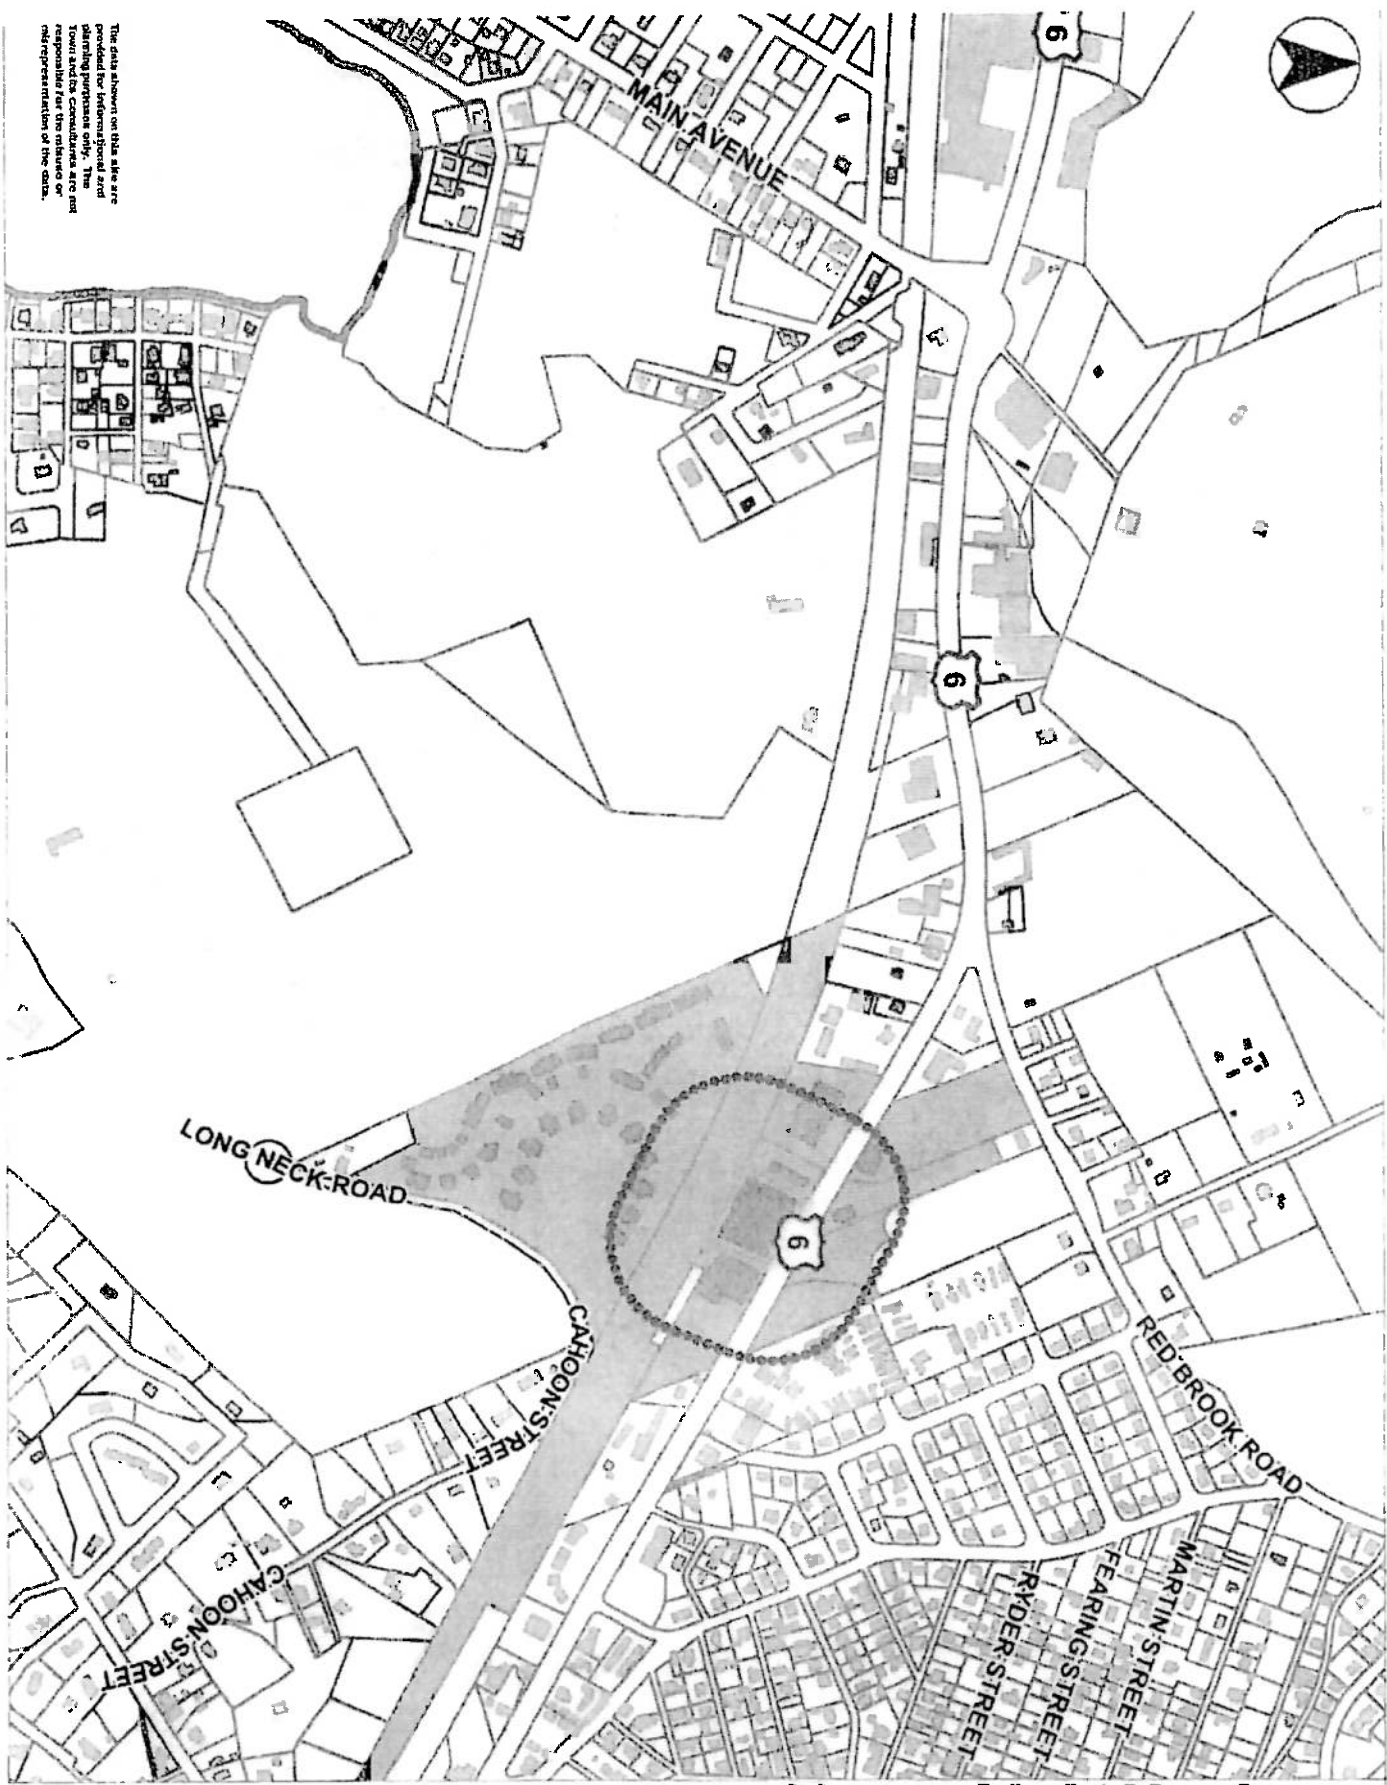 The data shown on this site are
provided for informational and
planning purposes only. The
Town and its consultants are not
responsible for the misuse or
misrepresentation of the data.
6
MAIN AVENUE
6
LONG NECK ROAD
6
CAHOON STREET
RED BROOK ROAD
CAHOON STREET
MARTIN STREET
FEARING STREET
RYDER STREET